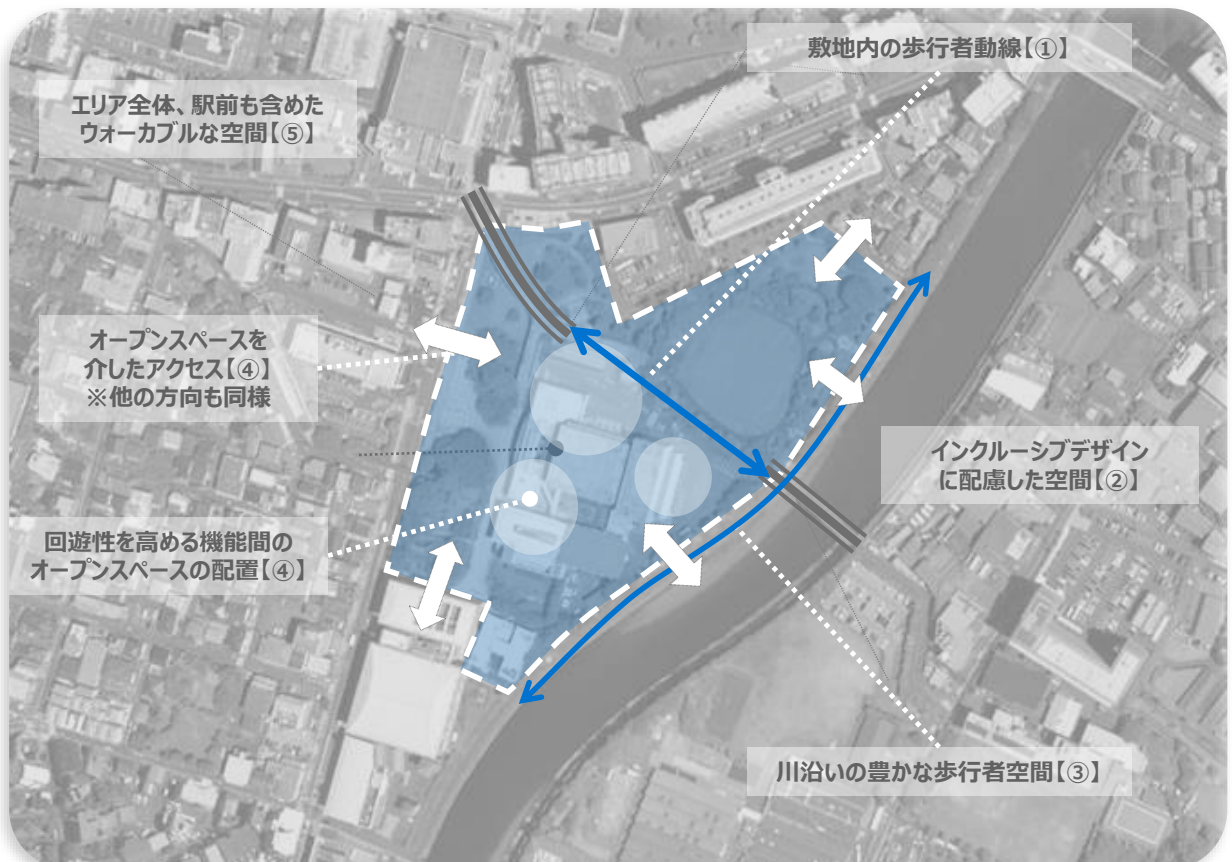 敷地内の歩行者動線【①】
エリア全体、駅前も含めた
ウォーカブルな空間【⑤】
オープンスペースを
介したアクセス【④】
※他の方向も同様
インクルーシブデザイン
に配慮した空間【②】
回遊性を高める機能間の
オープンスペースの配置【④】
川沿いの豊かな歩行者空間【③】